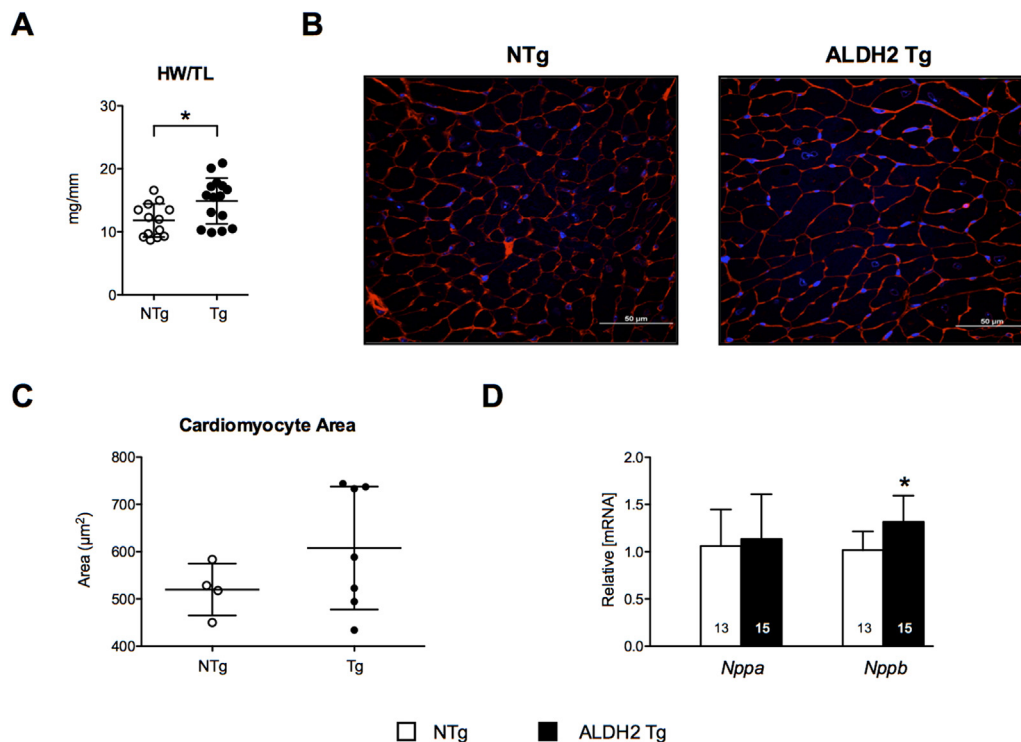 A
HW/TL
*
30
20
10
0
mg/mm
NTg
Tg
B
NTg
ALDH2 Tg
50 µm
50 µm
C
Cardiomyocyte Area
800
700
600
500
400
Area (µm²)
NTg
Tg
D
2.0
1.5
1.0
0.5
0.0
Relative [mRNA]
*
13
15
13
15
Nppa
Nppb
NTg
ALDH2 Tg